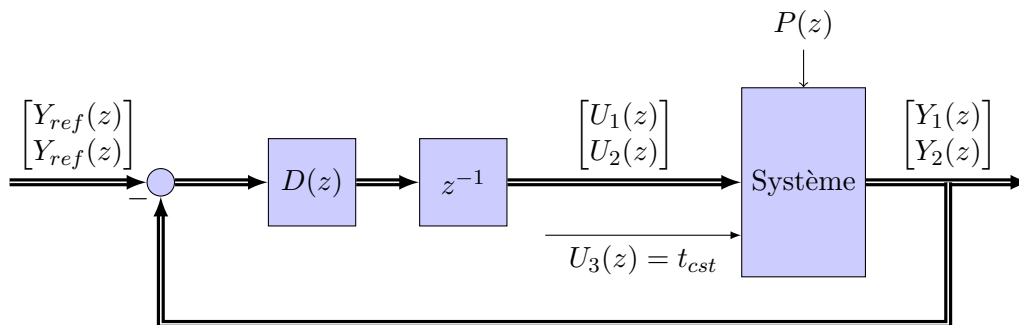 P(z)
[Y_ref(z)]
[Y_ref(z)]
[U_1(z)]
[U_2(z)]
[Y_1(z)]
[Y_2(z)]
−
D(z)
z^{-1}
Système
U_3(z) = t_cst